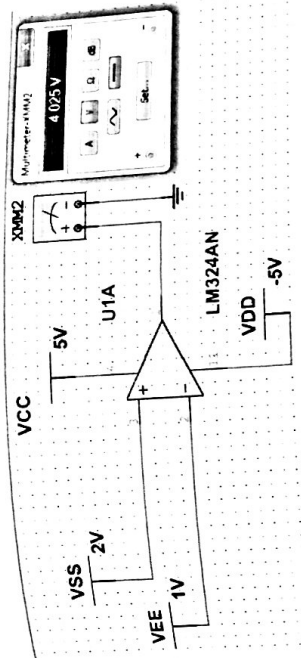 XMM2
Multimeter-XMM2
4.025 V
A
V
Ω
dB
Set...
VCC
5V
U1A
LM324AN
VDD
-5V
VSS
2V
VEE
1V